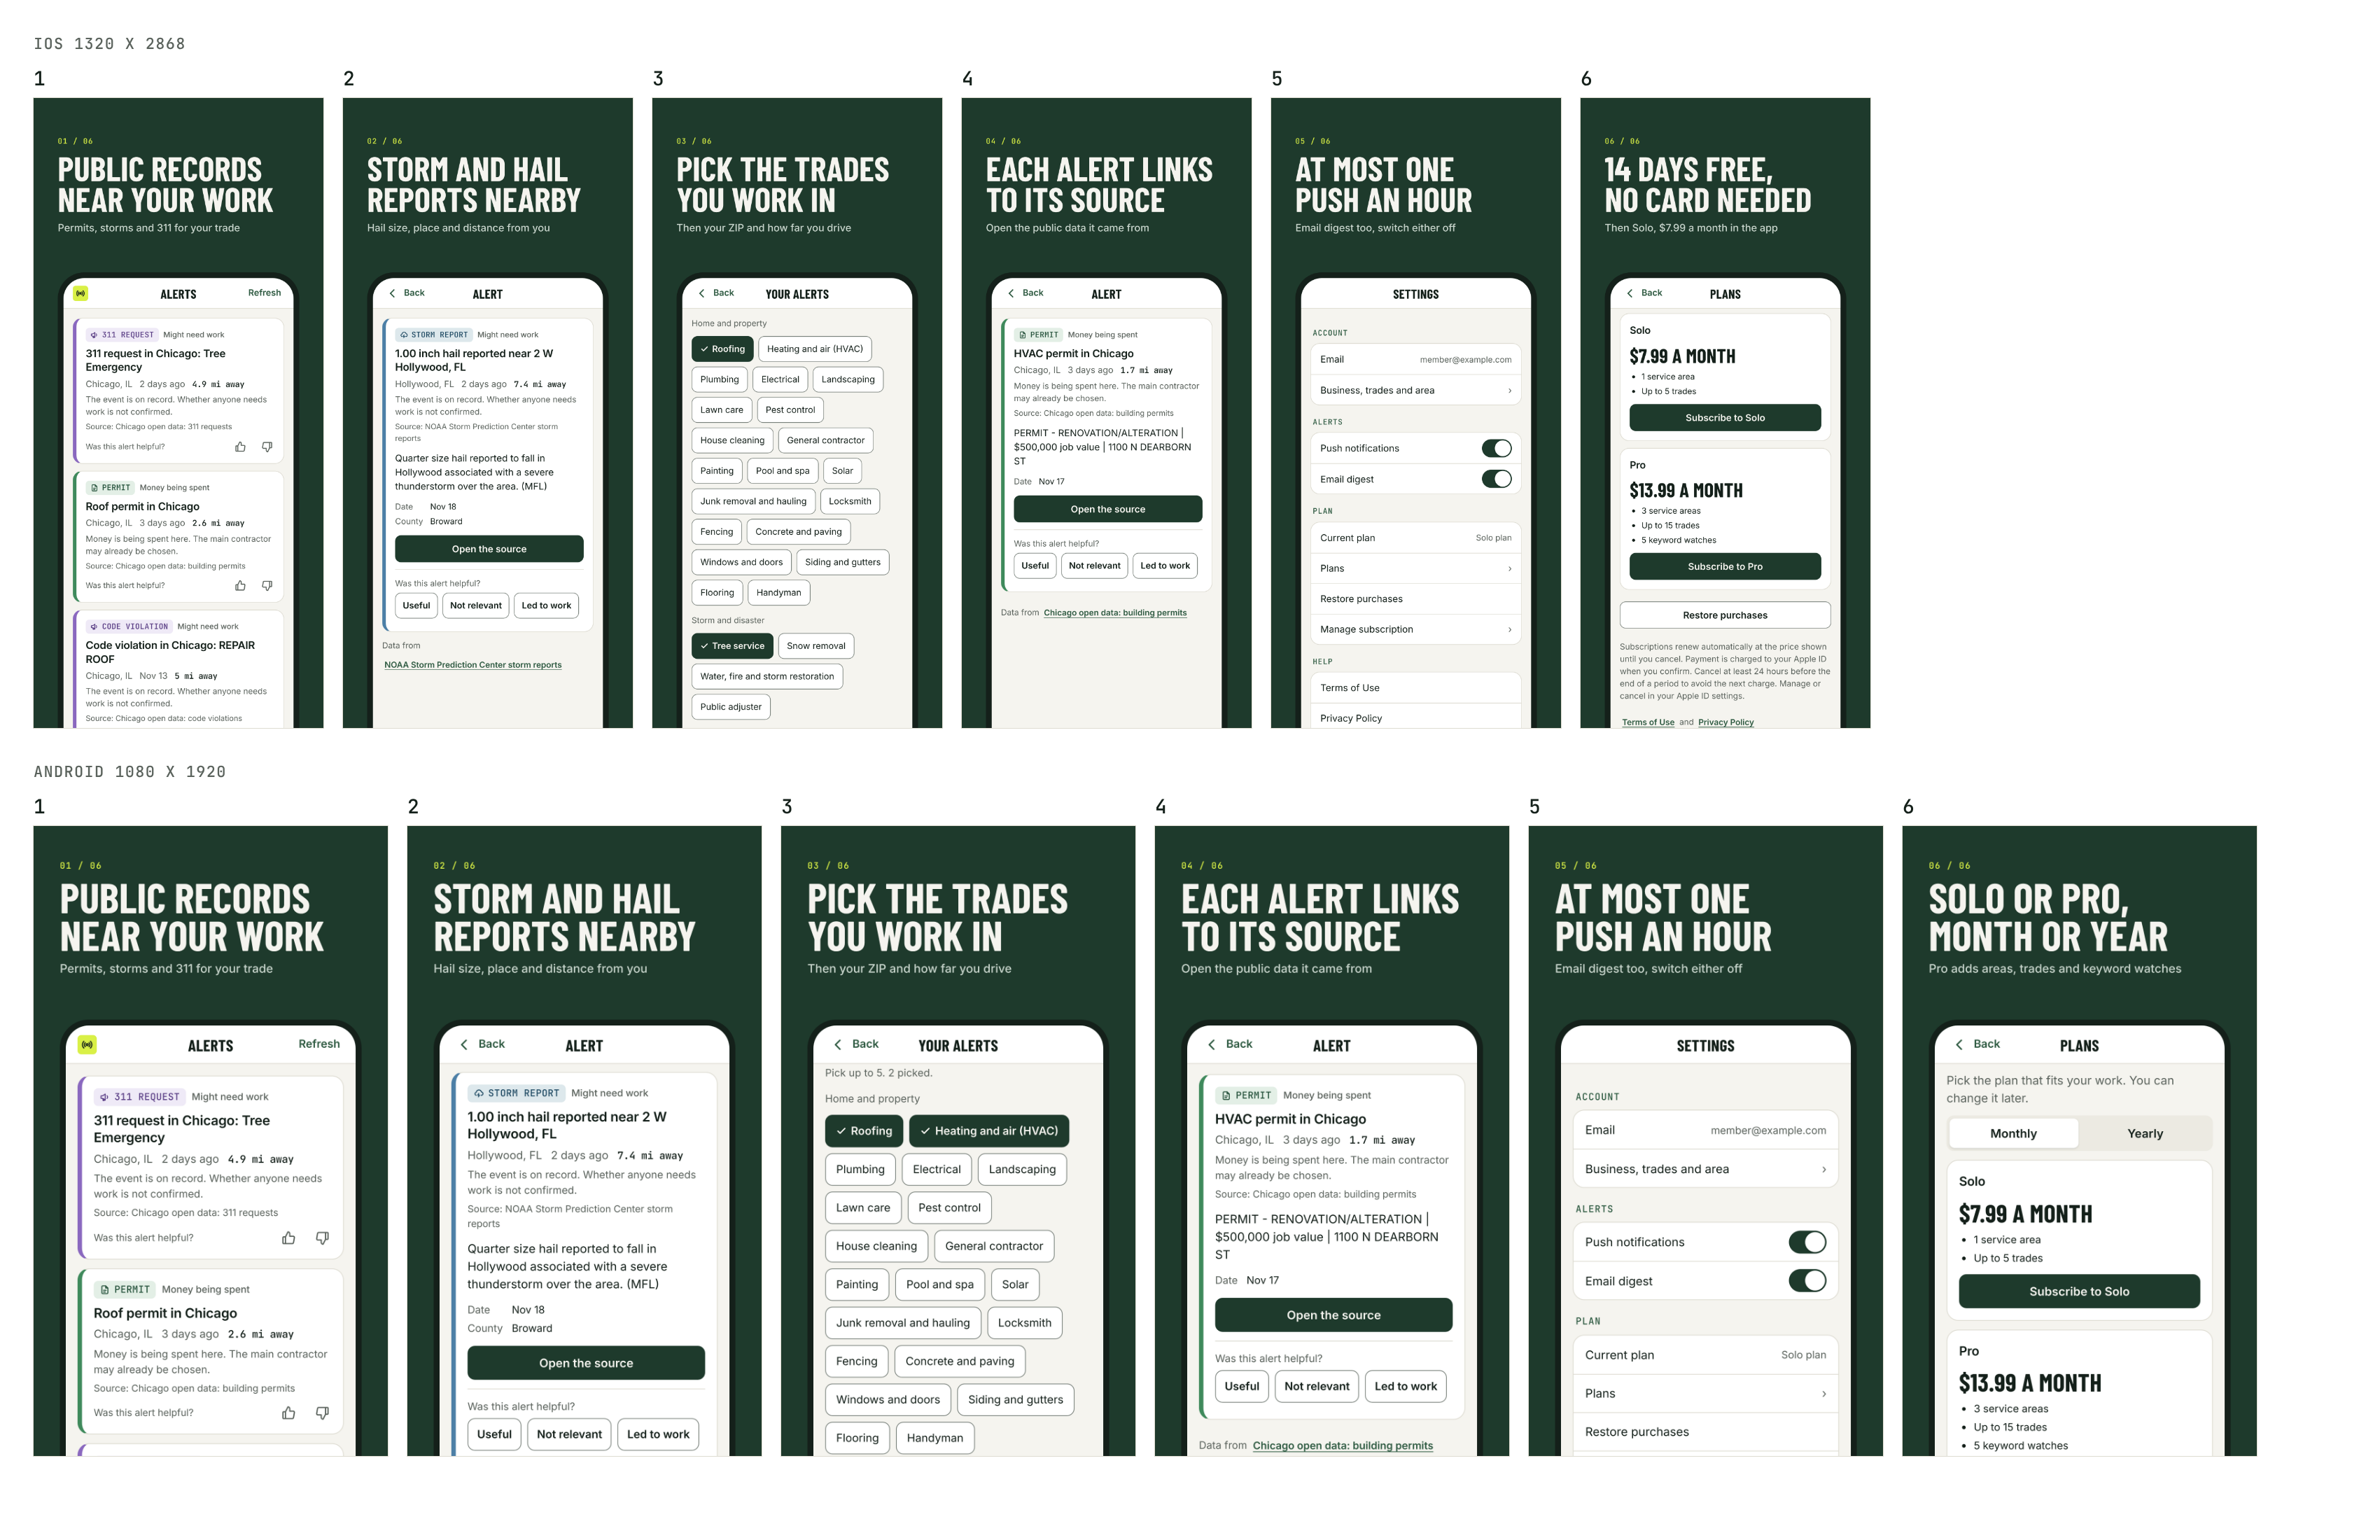 IOS 1320 X 2868
1
01 / 06
PUBLIC RECORDS
NEAR YOUR WORK
Permits, storms and 311 for your trade
ALERTS
Refresh
311 REQUEST Might need work
311 request in Chicago: Tree
Emergency
Chicago, IL 2 days ago 4.9 mi away
The event is on record. Whether anyone needs
work is not confirmed.
Source: Chicago open data: 311 requests
Was this alert helpful?
PERMIT Money being spent
Roof permit in Chicago
Chicago, IL 3 days ago 2.6 mi away
Money is being spent here. The main contractor
may already be chosen.
Source: Chicago open data: building permits
Was this alert helpful?
CODE VIOLATION Might need work
Code violation in Chicago: REPAIR
ROOF
Chicago, IL Nov 13 5 mi away
The event is on record. Whether anyone needs
work is not confirmed.
Source: Chicago open data: code violations
2
02 / 06
STORM AND HAIL
REPORTS NEARBY
Hail size, place and distance from you
Back
ALERT
STORM REPORT Might need work
1.00 inch hail reported near 2 W
Hollywood, FL
Hollywood, FL 2 days ago 7.4 mi away
The event is on record. Whether anyone needs
work is not confirmed.
Source: NOAA Storm Prediction Center storm
reports
Quarter size hail reported to fall in
Hollywood associated with a severe
thunderstorm over the area. (MFL)
Date Nov 18
County Broward
Open the source
Was this alert helpful?
Useful Not relevant Led to work
Data from
NOAA Storm Prediction Center storm reports
3
03 / 06
PICK THE TRADES
YOU WORK IN
Then your ZIP and how far you drive
Back
YOUR ALERTS
Home and property
Roofing Heating and air (HVAC)
Plumbing Electrical Landscaping
Lawn care Pest control
House cleaning General contractor
Painting Pool and spa Solar
Junk removal and hauling Locksmith
Fencing Concrete and paving
Windows and doors Siding and gutters
Flooring Handyman
Storm and disaster
Tree service Snow removal
Water, fire and storm restoration
Public adjuster
4
04 / 06
EACH ALERT LINKS
TO ITS SOURCE
Open the public data it came from
Back
ALERT
PERMIT Money being spent
HVAC permit in Chicago
Chicago, IL 3 days ago 1.7 mi away
Money is being spent here. The main contractor
may already be chosen.
Source: Chicago open data: building permits
PERMIT - RENOVATION/ALTERATION |
$500,000 job value | 1100 N DEARBORN
ST
Date Nov 17
Open the source
Was this alert helpful?
Useful Not relevant Led to work
Data from Chicago open data: building permits
5
05 / 06
AT MOST ONE
PUSH AN HOUR
Email digest too, switch either off
SETTINGS
ACCOUNT
Email member@example.com
Business, trades and area
ALERTS
Push notifications
Email digest
PLAN
Current plan Solo plan
Plans
Restore purchases
Manage subscription
HELP
Terms of Use
Privacy Policy
6
06 / 06
14 DAYS FREE,
NO CARD NEEDED
Then Solo, $7.99 a month in the app
Back
PLANS
Solo
$7.99 A MONTH
• 1 service area
• Up to 5 trades
Subscribe to Solo
Pro
$13.99 A MONTH
• 3 service areas
• Up to 15 trades
• 5 keyword watches
Subscribe to Pro
Restore purchases
Subscriptions renew automatically at the price shown
until you cancel. Payment is charged to your Apple ID
when you confirm. Cancel at least 24 hours before the
end of a period to avoid the next charge. Manage or
cancel in your Apple ID settings.
Terms of Use and Privacy Policy
ANDROID 1080 X 1920
1
01 / 06
PUBLIC RECORDS
NEAR YOUR WORK
Permits, storms and 311 for your trade
ALERTS
Refresh
311 REQUEST Might need work
311 request in Chicago: Tree
Emergency
Chicago, IL 2 days ago 4.9 mi away
The event is on record. Whether anyone needs
work is not confirmed.
Source: Chicago open data: 311 requests
Was this alert helpful?
PERMIT Money being spent
Roof permit in Chicago
Chicago, IL 3 days ago 2.6 mi away
Money is being spent here. The main contractor
may already be chosen.
Source: Chicago open data: building permits
Was this alert helpful?
2
02 / 06
STORM AND HAIL
REPORTS NEARBY
Hail size, place and distance from you
Back
ALERT
STORM REPORT Might need work
1.00 inch hail reported near 2 W
Hollywood, FL
Hollywood, FL 2 days ago 7.4 mi away
The event is on record. Whether anyone needs
work is not confirmed.
Source: NOAA Storm Prediction Center storm
reports
Quarter size hail reported to fall in
Hollywood associated with a severe
thunderstorm over the area. (MFL)
Date Nov 18
County Broward
Open the source
Was this alert helpful?
Useful Not relevant Led to work
3
03 / 06
PICK THE TRADES
YOU WORK IN
Then your ZIP and how far you drive
Back
YOUR ALERTS
Pick up to 5. 2 picked.
Home and property
Roofing Heating and air (HVAC)
Plumbing Electrical Landscaping
Lawn care Pest control
House cleaning General contractor
Painting Pool and spa Solar
Junk removal and hauling Locksmith
Fencing Concrete and paving
Windows and doors Siding and gutters
Flooring Handyman
4
04 / 06
EACH ALERT LINKS
TO ITS SOURCE
Open the public data it came from
Back
ALERT
PERMIT Money being spent
HVAC permit in Chicago
Chicago, IL 3 days ago 1.7 mi away
Money is being spent here. The main contractor
may already be chosen.
Source: Chicago open data: building permits
PERMIT - RENOVATION/ALTERATION |
$500,000 job value | 1100 N DEARBORN
ST
Date Nov 17
Open the source
Was this alert helpful?
Useful Not relevant Led to work
Data from Chicago open data: building permits
5
05 / 06
AT MOST ONE
PUSH AN HOUR
Email digest too, switch either off
SETTINGS
ACCOUNT
Email member@example.com
Business, trades and area
ALERTS
Push notifications
Email digest
PLAN
Current plan Solo plan
Plans
Restore purchases
6
06 / 06
SOLO OR PRO,
MONTH OR YEAR
Pro adds areas, trades and keyword watches
Back
PLANS
Pick the plan that fits your work. You can
change it later.
Monthly Yearly
Solo
$7.99 A MONTH
• 1 service area
• Up to 5 trades
Subscribe to Solo
Pro
$13.99 A MONTH
• 3 service areas
• Up to 15 trades
• 5 keyword watches